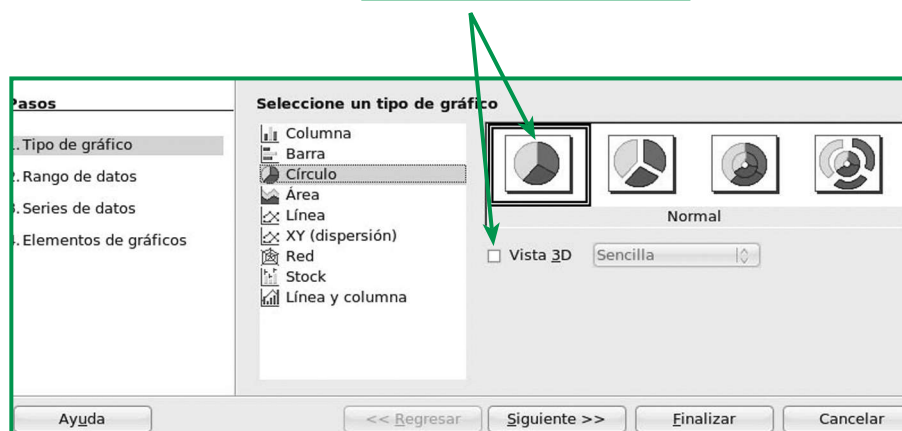 Pasos
1. Tipo de gráfico
2. Rango de datos
3. Series de datos
4. Elementos de gráficos
Seleccione un tipo de gráfico
Columna
Barra
Círculo
Área
Línea
XY (dispersión)
Red
Stock
Línea y columna
Normal
Vista 3D
Sencilla
Ayuda
<< Regresar
Siguiente >>
Finalizar
Cancelar